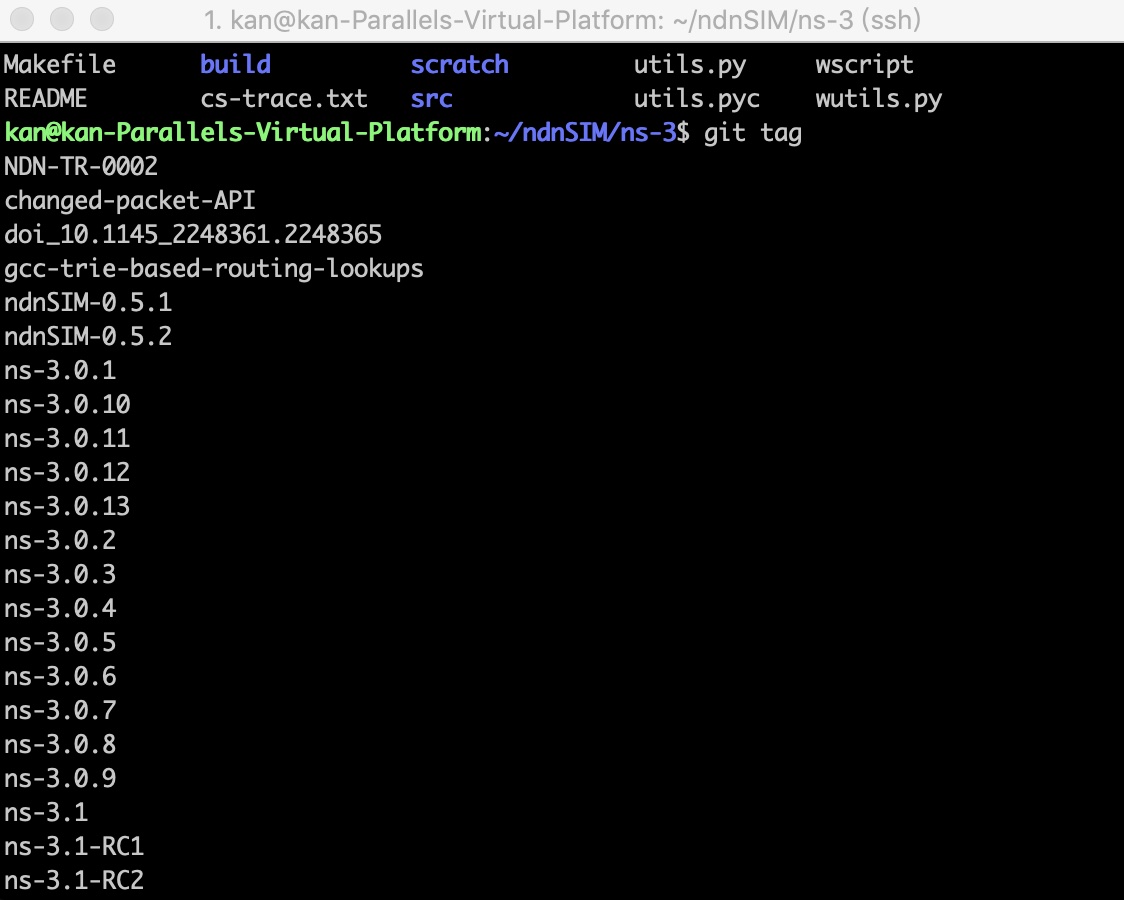 1. kan@kan-Parallels-Virtual-Platform: ~/ndnSIM/ns-3 (ssh)
Makefile build scratch utils.py wscript
README cs-trace.txt src utils.pyc wutils.py
kan@kan-Parallels-Virtual-Platform:~/ndnSIM/ns-3$ git tag
NDN-TR-0002
changed-packet-API
doi_10.1145_2248361.2248365
gcc-trie-based-routing-lookups
ndnSIM-0.5.1
ndnSIM-0.5.2
ns-3.0.1
ns-3.0.10
ns-3.0.11
ns-3.0.12
ns-3.0.13
ns-3.0.2
ns-3.0.3
ns-3.0.4
ns-3.0.5
ns-3.0.6
ns-3.0.7
ns-3.0.8
ns-3.0.9
ns-3.1
ns-3.1-RC1
ns-3.1-RC2